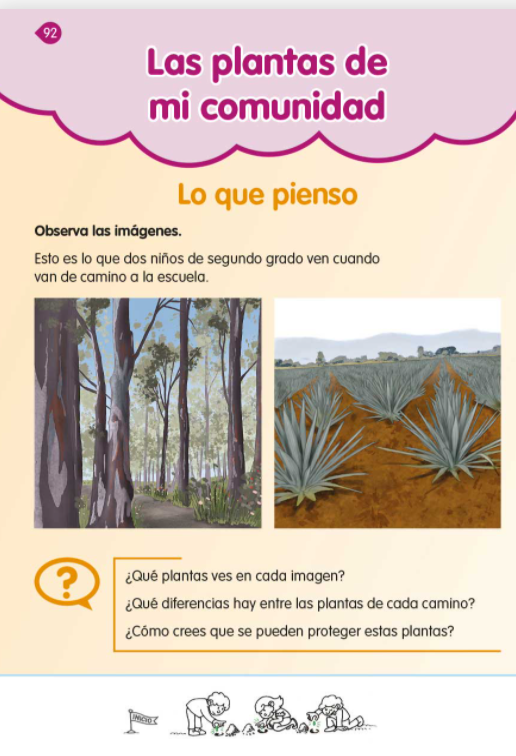 92
Las plantas de
mi comunidad
Lo que pienso
Observa las imágenes.
Esto es lo que dos niños de segundo grado ven cuando
van de camino a la escuela.
?
¿Qué plantas ves en cada imagen?
¿Qué diferencias hay entre las plantas de cada camino?
¿Cómo crees que se pueden proteger estas plantas?
INICIO